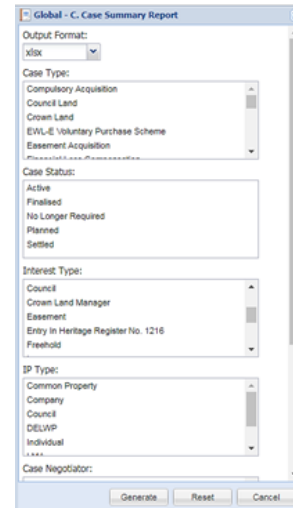 Global - C. Case Summary Report
Output Format:
xlsx
Case Type:
Compulsory Acquisition
Council Land
Crown Land
EWL-E Voluntary Purchase Scheme
Easement Acquisition
Financial Loss Compensation
Case Status:
Active
Finalised
No Longer Required
Planned
Settled
Interest Type:
Council
Crown Land Manager
Easement
Entry In Heritage Register No. 1216
Freehold
IP Type:
Common Property
Company
Council
DELWP
Individual
Case Negotiator:
Generate Reset Cancel